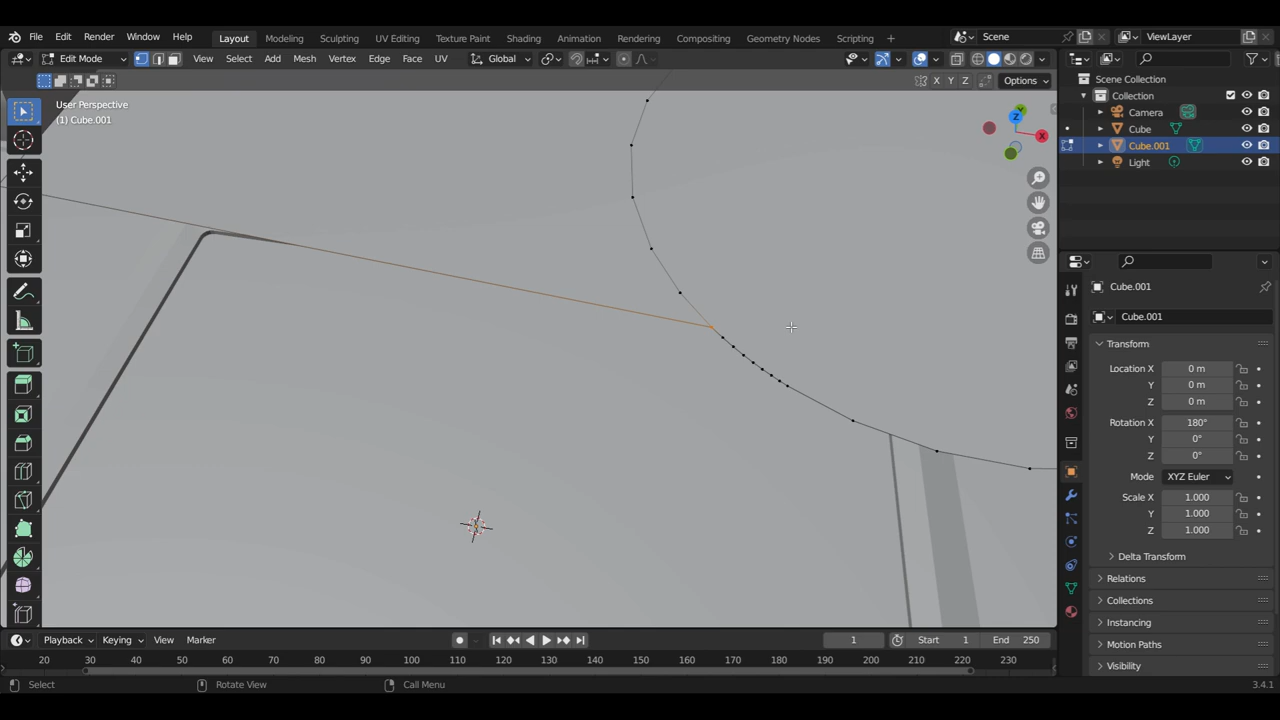 File Edit Render Window Help Layout Modeling Sculpting UV Editing Texture Paint Shading Animation Rendering Compositing Geometry Nodes Scripting + Scene ViewLayer
Edit Mode View Select Add Mesh Vertex Edge Face UV Global
X Y Z Options
User Perspective
(1) Cube.001
Z X Y
Scene Collection
Collection
Camera
Cube
Cube.001
Light
Cube.001
Cube.001
Transform
Location X 0 m
Y 0 m
Z 0 m
Rotation X 180°
Y 0°
Z 0°
Mode XYZ Euler
Scale X 1.000
Y 1.000
Z 1.000
Delta Transform
Relations
Collections
Instancing
Motion Paths
Visibility
Playback Keying View Marker 1 Start 1 End 250
20 30 40 50 60 70 80 90 100 110 120 130 140 150 160 170 180 190 200 210 220 230
Select Rotate View Call Menu 3.4.1